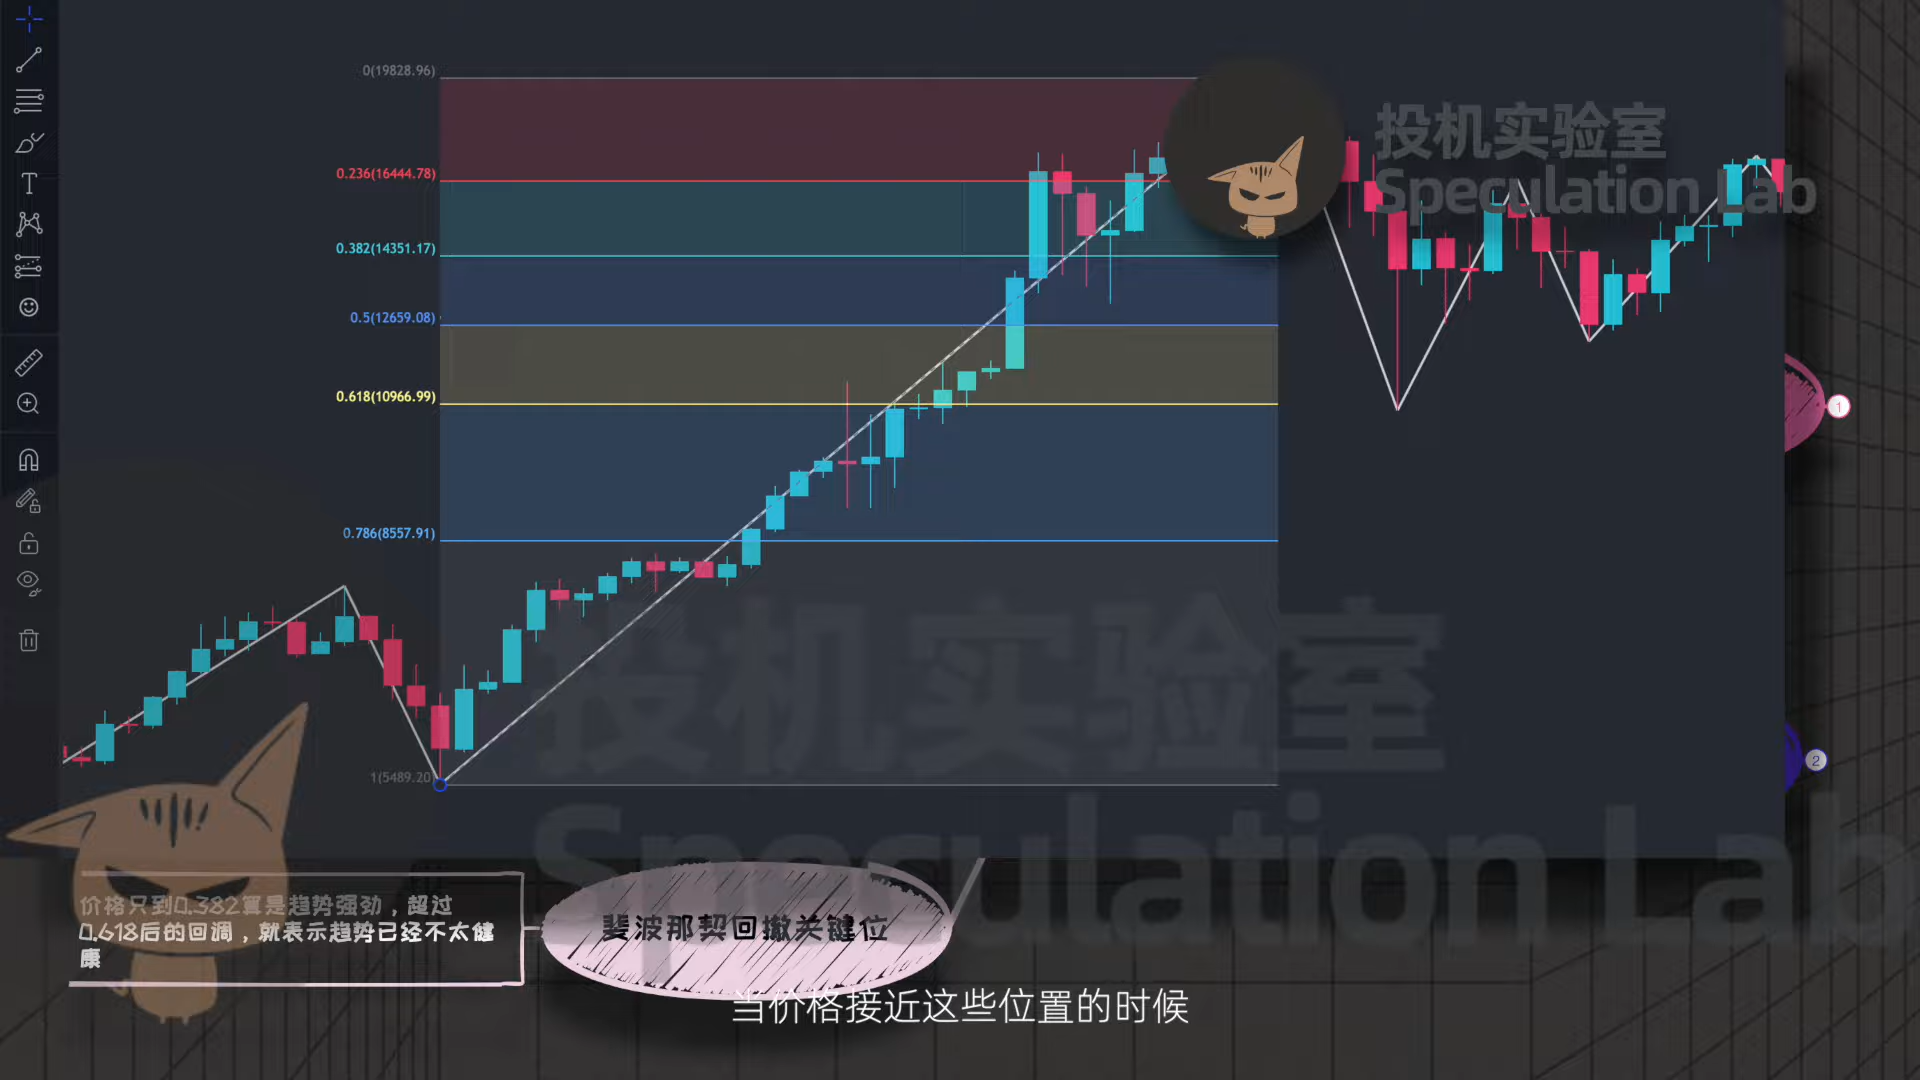 0(19828.96)
0.236(16444.78)
0.382(14351.17)
0.5(12659.08)
0.618(10966.99)
0.786(8557.91)
1(5489.20)
投机实验室
Speculation Lab
1
2
投机实验室
Speculation Lab
价格只到0.382算是趋势强劲，超过
0.618后的回调，就表示趋势已经不太健
康
斐波那契回撤关键位
当价格接近这些位置的时候